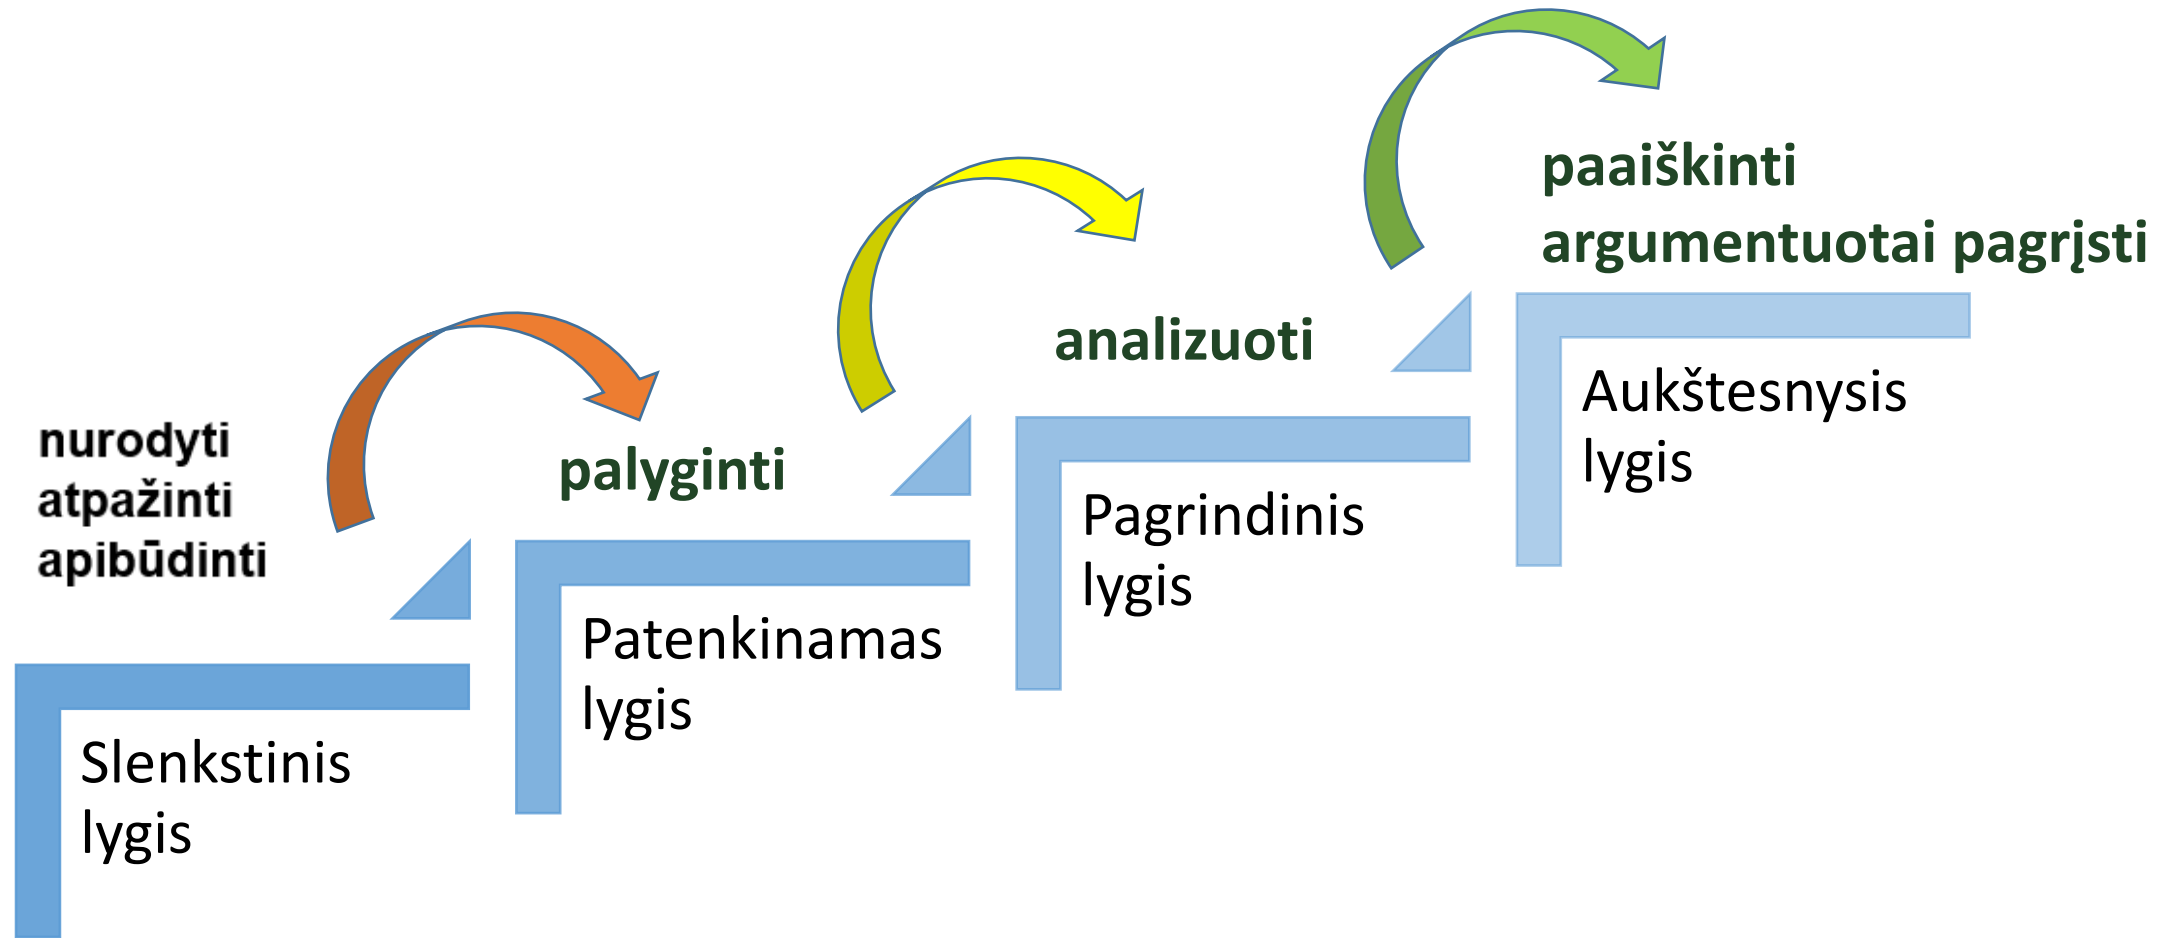 nurodyti
atpažinti
apibūdinti
Slenkstinis
lygis
palyginti
Patenkinamas
lygis
analizuoti
Pagrindinis
lygis
paaiškinti
argumentuotai pagrįsti
Aukštesnysis
lygis